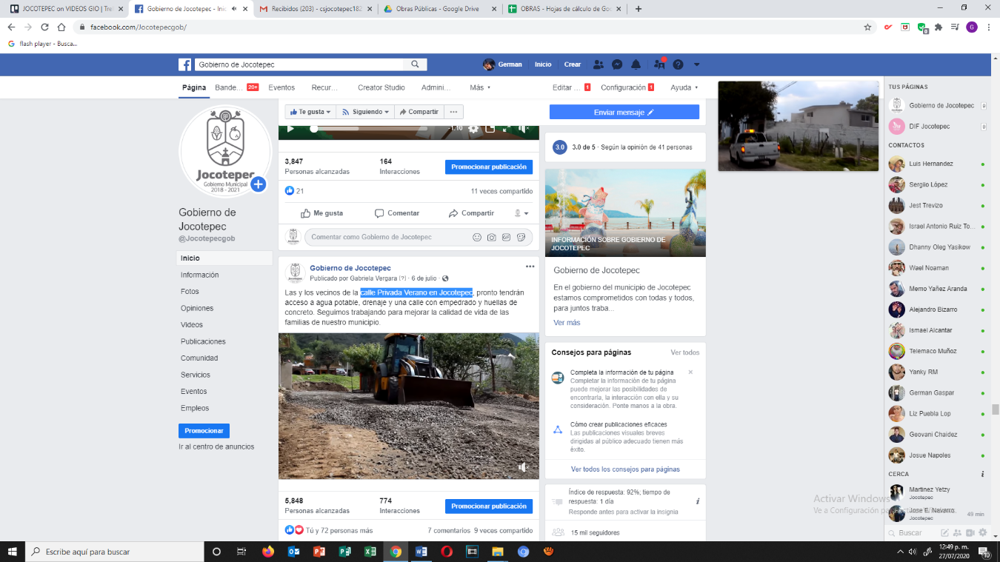 JOCOTEPEC on VIDEOS GIO | Trel
Gobierno de Jocotepec - Inic
Recibidos (203) - csjocotepec182
Obras Públicas - Google Drive
OBRAS - Hojas de cálculo de Goo
facebook.com/Jocotepecgob/
flash player - Busca...
Gobierno de Jocotepec
German
Inicio
Crear
Página
Bande...
20+
Eventos
Recur...
Creator Studio
Admini...
Más
Editar ...
1
Configuración
1
Ayuda
Te gusta
Siguiendo
Compartir
Enviar mensaje
Jocotepec
Gobierno Municipal
2018 - 2021
Gobierno de
Jocotepec
@Jocotepecgob
Inicio
Información
Fotos
Opiniones
Videos
Publicaciones
Comunidad
Servicios
Eventos
Empleos
Promocionar
Ir al centro de anuncios
-1:10
3,847
Personas alcanzadas
164
Interacciones
Promocionar publicación
21
11 veces compartido
Me gusta
Comentar
Compartir
Comentar como Gobierno de Jocotepec
GIF
Gobierno de Jocotepec
Publicado por Gabriela Vergara [?] · 6 de julio ·
Las y los vecinos de la calle Privada Verano en Jocotepec, pronto tendrán
acceso a agua potable, drenaje y una calle con empedrado y huellas de
concreto. Seguimos trabajando para mejorar la calidad de vida de las
familias de nuestro municipio.
5,848
Personas alcanzadas
774
Interacciones
Promocionar publicación
Tú y 72 personas más
7 comentarios 9 veces compartido
3.0
3.0 de 5 · Según la opinión de 41 personas
INFORMACIÓN SOBRE GOBIERNO DE
JOCOTEPEC
Gobierno de Jocotepec
En el gobierno del municipio de Jocotepec
estamos comprometidos con todas y todos,
para juntos traba...
Ver más
Consejos para páginas
Ver todos
Completa la información de tu página
Completar la información de tu página
puede mejorar las posibilidades de
encontrarla, la interacción con ella y su
consideración. Ponte manos a la obra.
Cómo crear publicaciones eficaces
Las publicaciones visuales breves
dirigidas al público adecuado tienen más
éxito.
Ver todos los consejos para páginas
Índice de respuesta: 92%; tiempo de
respuesta: 1 día
Responde antes para activar la insignia
15 mil seguidores
TUS PÁGINAS
Gobierno de Jocotepec
9
DIF Jocotepec
9
CONTACTOS
Luis Hernandez
Sergiio López
Jest Trevizo
Israel Antonio Ruiz To...
Dhanny Oleg Yasikow
Wael Noaman
Memo Yañez Aranda
Alejandro Bizarro
Ismael Alcantar
Telemaco Muñoz
Yanky RM
German Gaspar
Liz Puebla Lop
Geovani Chaidez
Josue Napoles
CERCA
Martinez Yetzy
Jocotepec
Jose E. Navarro
Jocotepec
49 min
Buscar
Activar Windows
Ve a Configuración
Escribe aquí para buscar
12:49 p. m.
27/07/2020
10